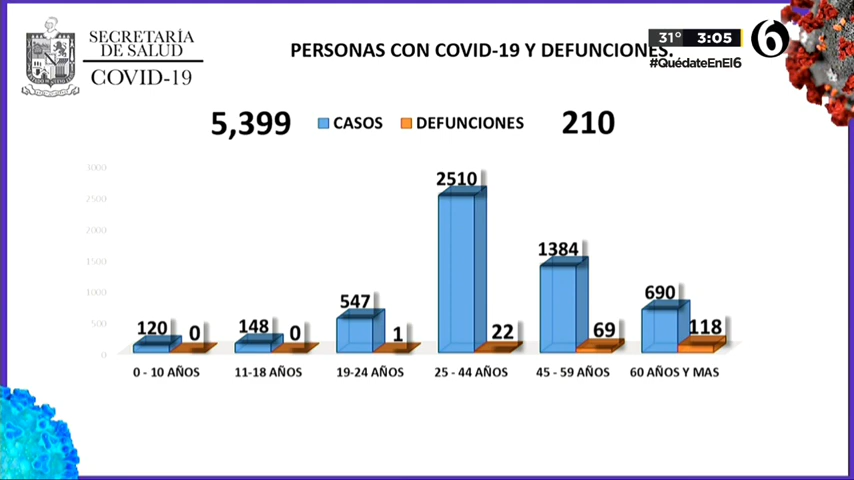 SECRETARÍA
DE SALUD
COVID-19
PERSONAS CON COVID-19 Y DEFUNCIONES.
31° 3:05 6
#QuédateEnEl6
5,399 CASOS DEFUNCIONES 210
3000
2500
2000
1500
1000
500
0
120 0 148 0 547 1 2510 22 1384 69 690 118
0 - 10 AÑOS 11-18 AÑOS 19-24 AÑOS 25 - 44 AÑOS 45 - 59 AÑOS 60 AÑOS Y MAS